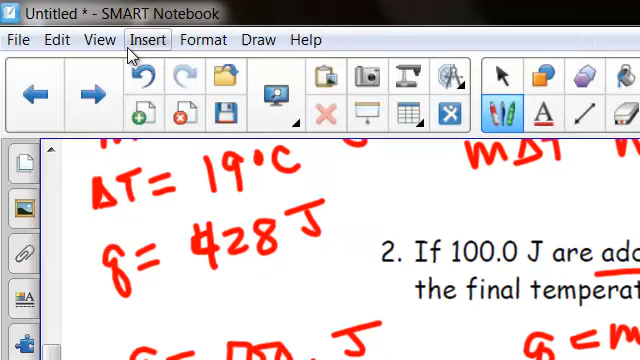 Untitled * - SMART Notebook
File Edit View Insert Format Draw Help
ΔT = 19°C
mΔT
q = 428 J
2. If 100.0 J are
the final
J
q = m